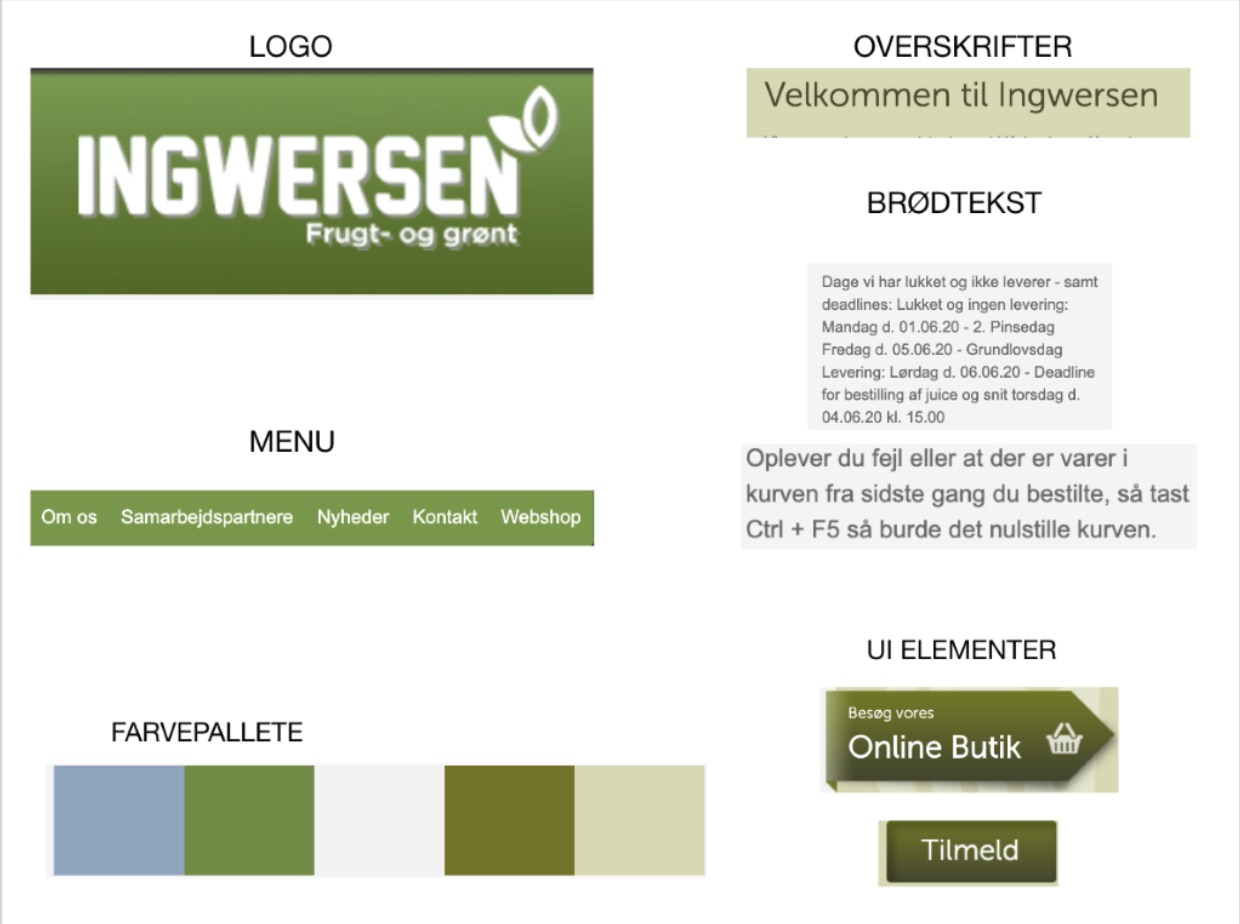 LOGO
INGWERSEN
Frugt- og grønt
MENU
Om os Samarbejdspartnere Nyheder Kontakt Webshop
FARVEPALLETE
OVERSKRIFTER
Velkommen til Ingwersen
BRØDTEKST
Dage vi har lukket og ikke leverer - samt
deadlines: Lukket og ingen levering:
Mandag d. 01.06.20 - 2. Pinsedag
Fredag d. 05.06.20 - Grundlovsdag
Levering: Lørdag d. 06.06.20 - Deadline
for bestilling af juice og snit torsdag d.
04.06.20 kl. 15.00
Oplever du fejl eller at der er varer i
kurven fra sidste gang du bestilte, så tast
Ctrl + F5 så burde det nulstille kurven.
UI ELEMENTER
Besøg vores
Online Butik
Tilmeld